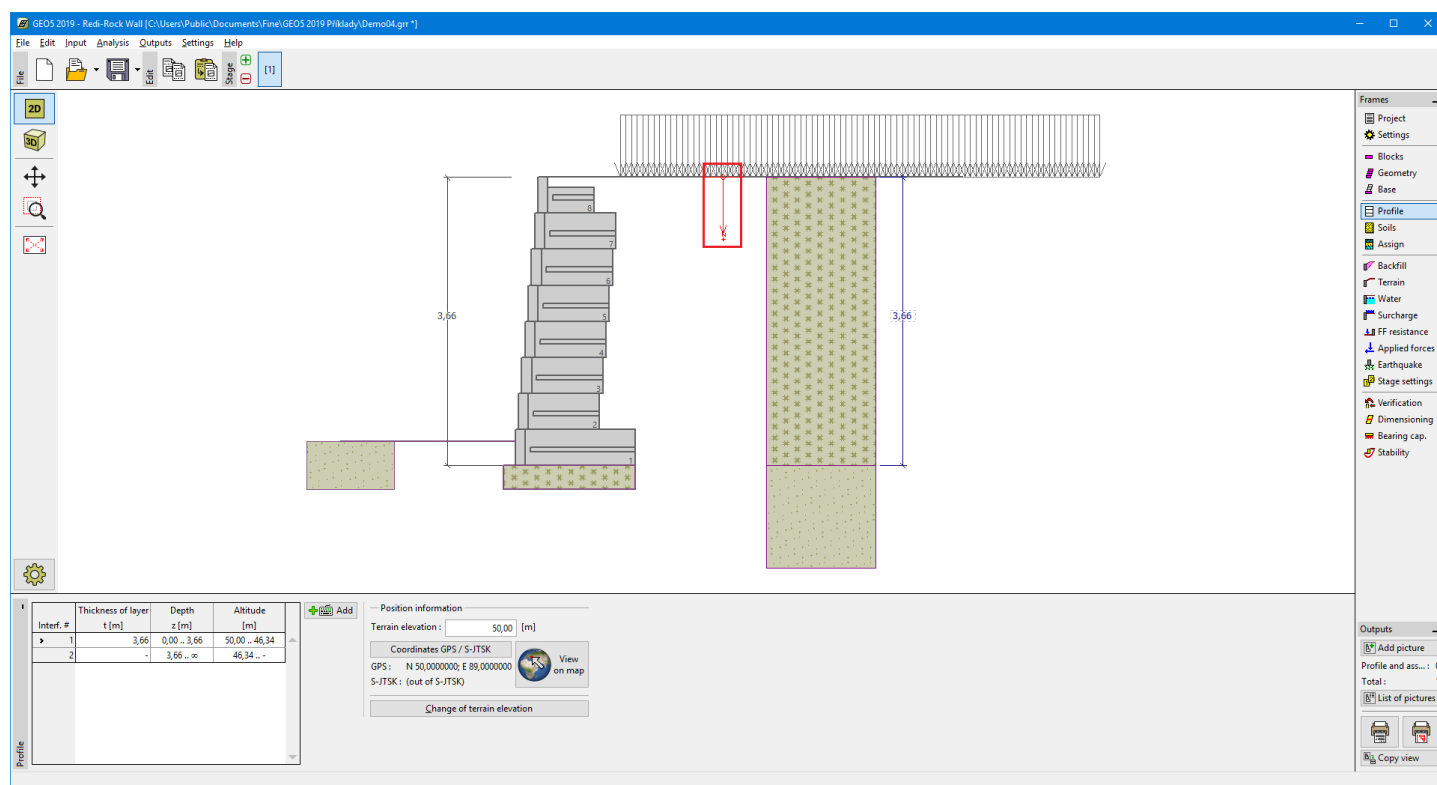 GEO5 2019 - Redi-Rock Wall [C:\Users\Public\Documents\Fine\GEO5 2019 Příklady\Demo04.grr *]
File Edit Input Analysis Outputs Settings Help
File
Edit
Stage
[1]
2D
3D
3,66
8
7
6
5
4
3
2
1
3,66
Frames
Project
Settings
Blocks
Geometry
Base
Profile
Soils
Assign
Backfill
Terrain
Water
Surcharge
FF resistance
Applied forces
Earthquake
Stage settings
Verification
Dimensioning
Bearing cap.
Stability
Profile
Interf. # Thickness of layer t [m] Depth z [m] Altitude [m]
1 3,66 0,00 .. 3,66 50,00 .. 46,34
2 - 3,66 .. ∞ 46,34 .. -
Add
Position information
Terrain elevation : 50,00 [m]
Coordinates GPS / S-JTSK
GPS : N 50,0000000; E 89,0000000
S-JTSK : (out of S-JTSK)
View
on map
Change of terrain elevation
Outputs
Add picture
Profile and ass... :
Total :
List of pictures
Copy view